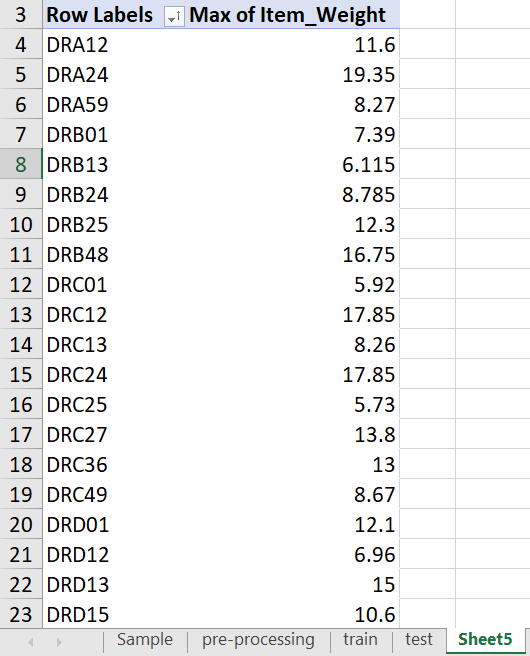 3 Row Labels Max of Item_Weight
4 DRA12 11.6
5 DRA24 19.35
6 DRA59 8.27
7 DRB01 7.39
8 DRB13 6.115
9 DRB24 8.785
10 DRB25 12.3
11 DRB48 16.75
12 DRC01 5.92
13 DRC12 17.85
14 DRC13 8.26
15 DRC24 17.85
16 DRC25 5.73
17 DRC27 13.8
18 DRC36 13
19 DRC49 8.67
20 DRD01 12.1
21 DRD12 6.96
22 DRD13 15
23 DRD15 10.6
Sample pre-processing train test Sheet5